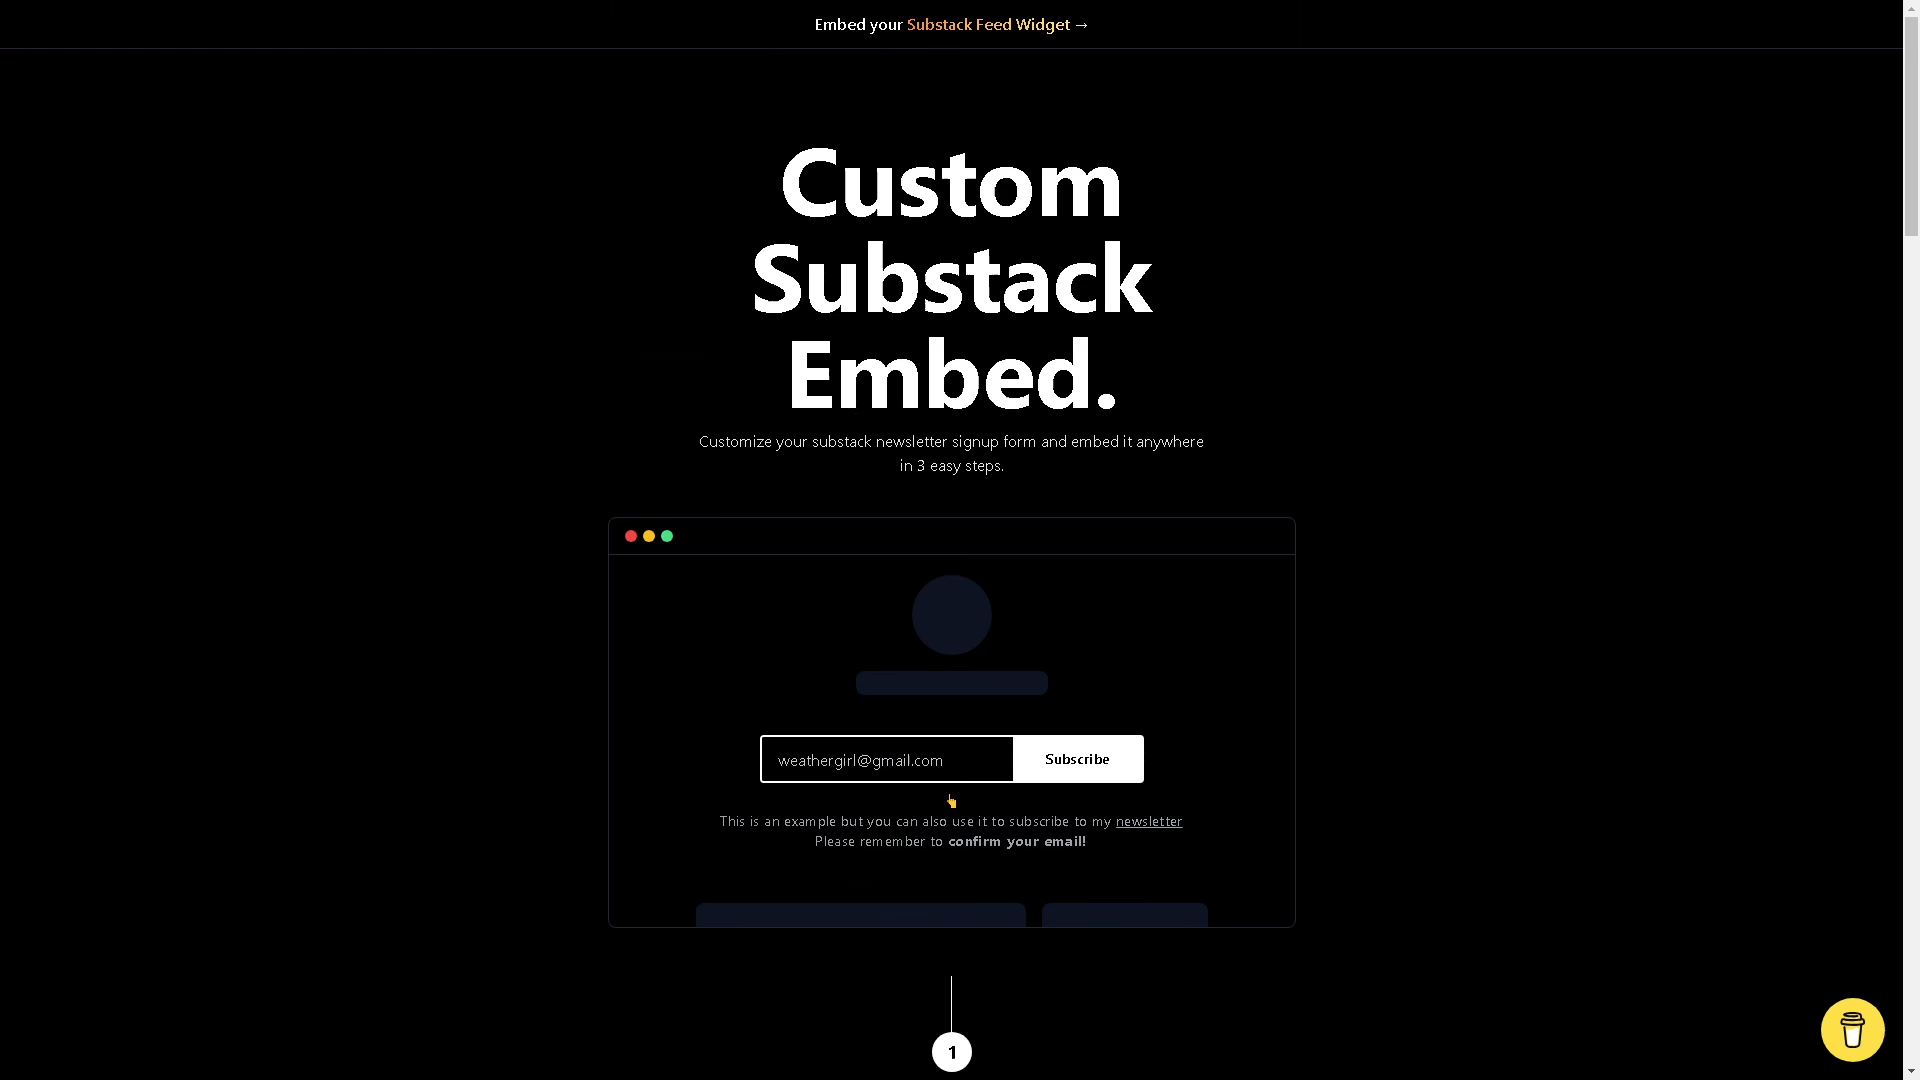 Embed your Substack Feed Widget →
Custom
Substack
Embed.
Customize your substack newsletter signup form and embed it anywhere
in 3 easy steps.
weathergirl@gmail.com
Subscribe
This is an example but you can also use it to subscribe to my newsletter
Please remember to confirm your email!
1